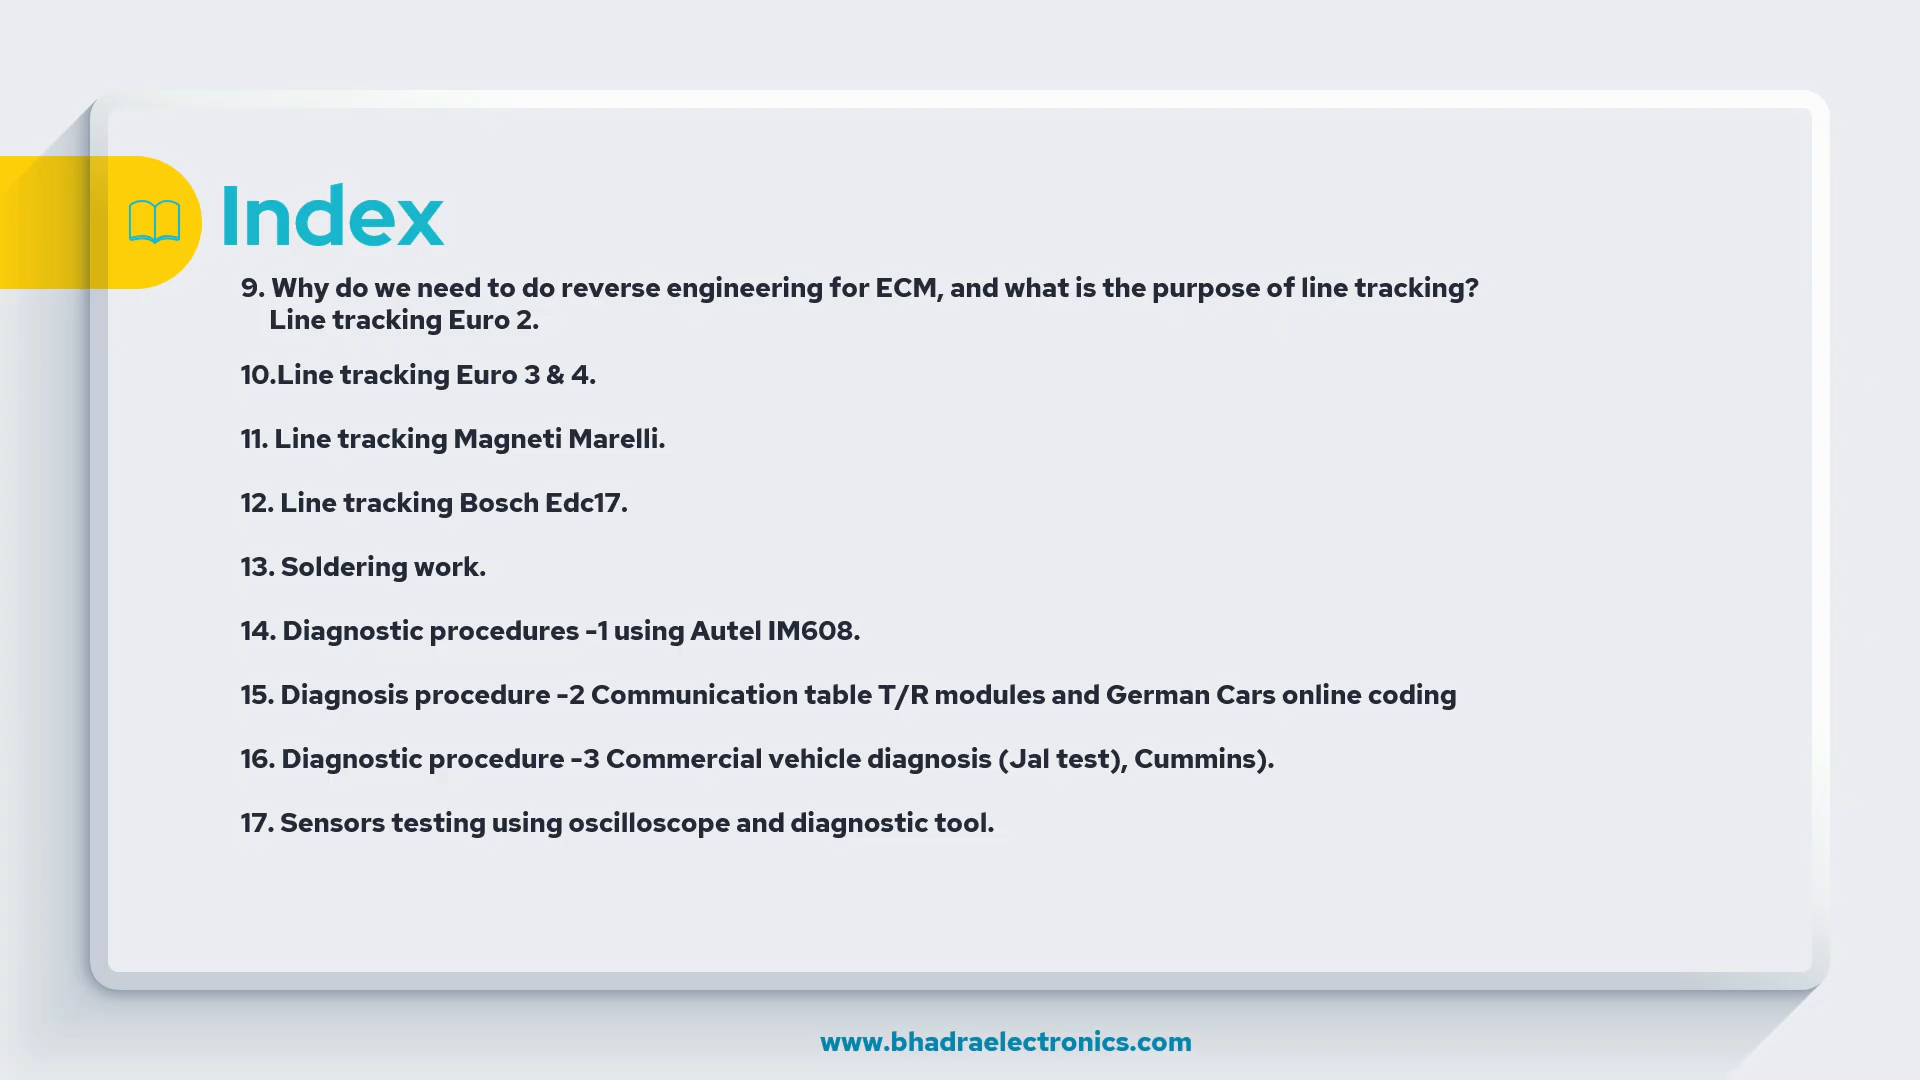 Index
9. Why do we need to do reverse engineering for ECM, and what is the purpose of line tracking?
Line tracking Euro 2.
10.Line tracking Euro 3 & 4.
11. Line tracking Magneti Marelli.
12. Line tracking Bosch Edc17.
13. Soldering work.
14. Diagnostic procedures -1 using Autel IM608.
15. Diagnosis procedure -2 Communication table T/R modules and German Cars online coding
16. Diagnostic procedure -3 Commercial vehicle diagnosis (Jal test), Cummins).
17. Sensors testing using oscilloscope and diagnostic tool.
www.bhadraelectronics.com